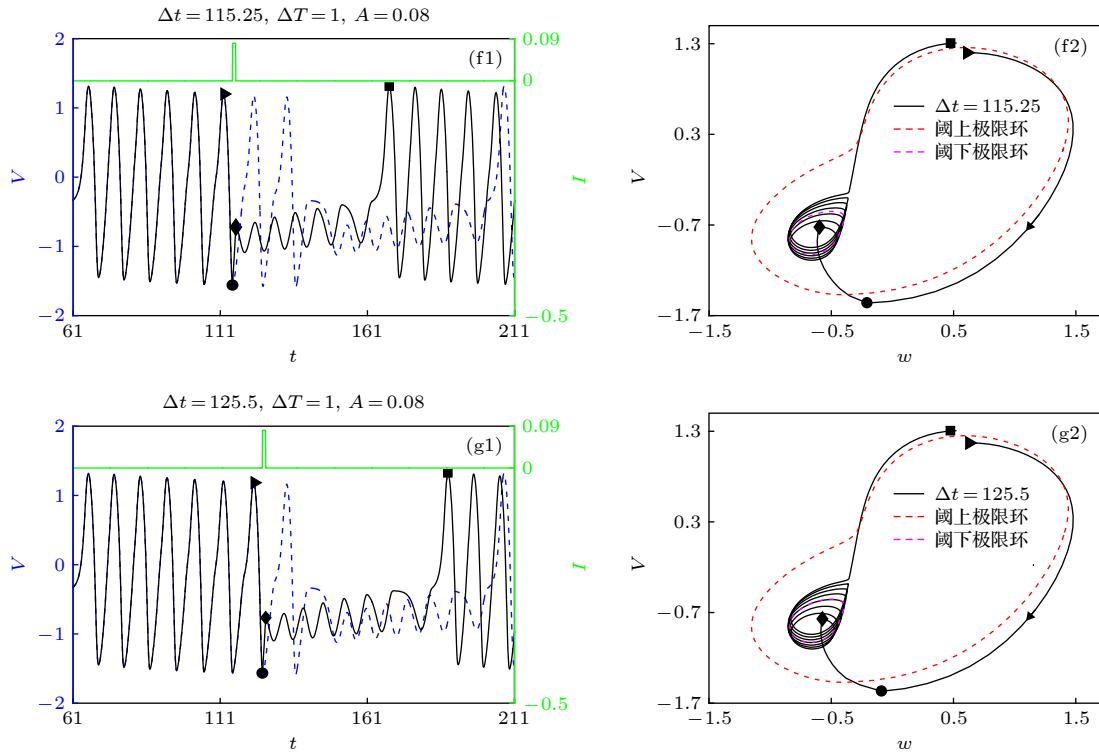 Δt=115.25, ΔT=1, A=0.08
(f1)
2
1
0
−1
−2
V
0.09
0
−0.5
I
61
111
161
211
t
(f2)
1.3
0.3
−0.7
−1.7
V
Δt=115.25
阈上极限环
阈下极限环
−1.5
−0.5
0.5
1.5
w
Δt=125.5, ΔT=1, A=0.08
(g1)
2
1
0
−1
−2
V
0.09
0
−0.5
I
61
111
161
211
t
(g2)
1.3
0.3
−0.7
−1.7
V
Δt=125.5
阈上极限环
阈下极限环
−1.5
−0.5
0.5
1.5
w